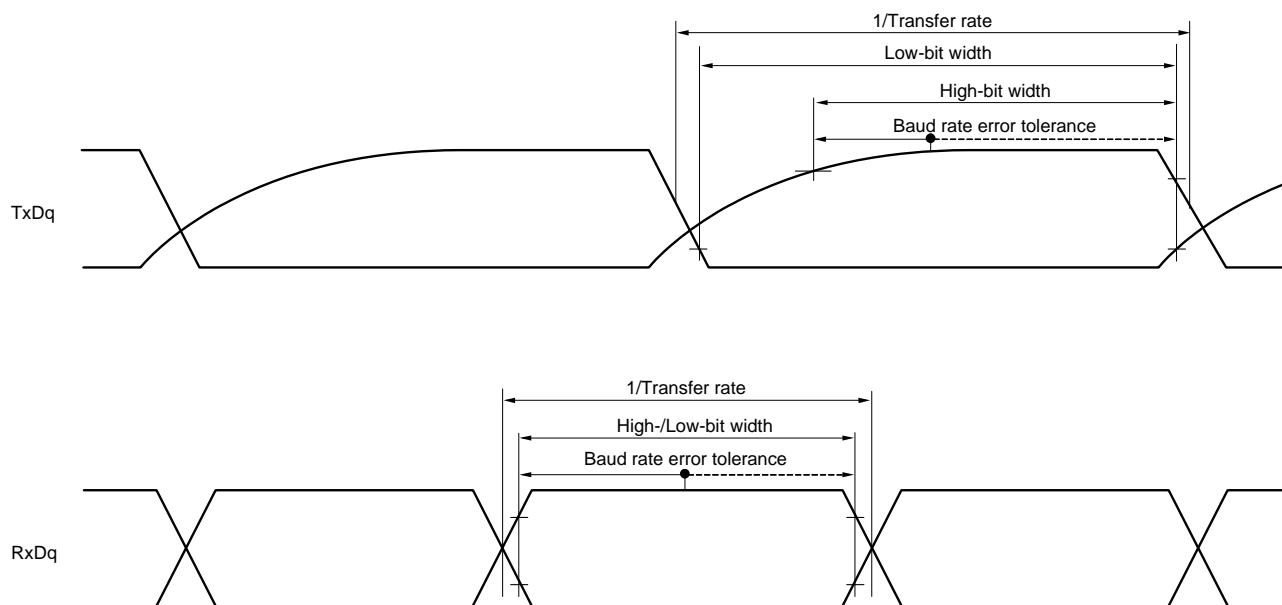 1/Transfer rate
Low-bit width
High-bit width
Baud rate error tolerance
TxDq
1/Transfer rate
High-/Low-bit width
Baud rate error tolerance
RxDq